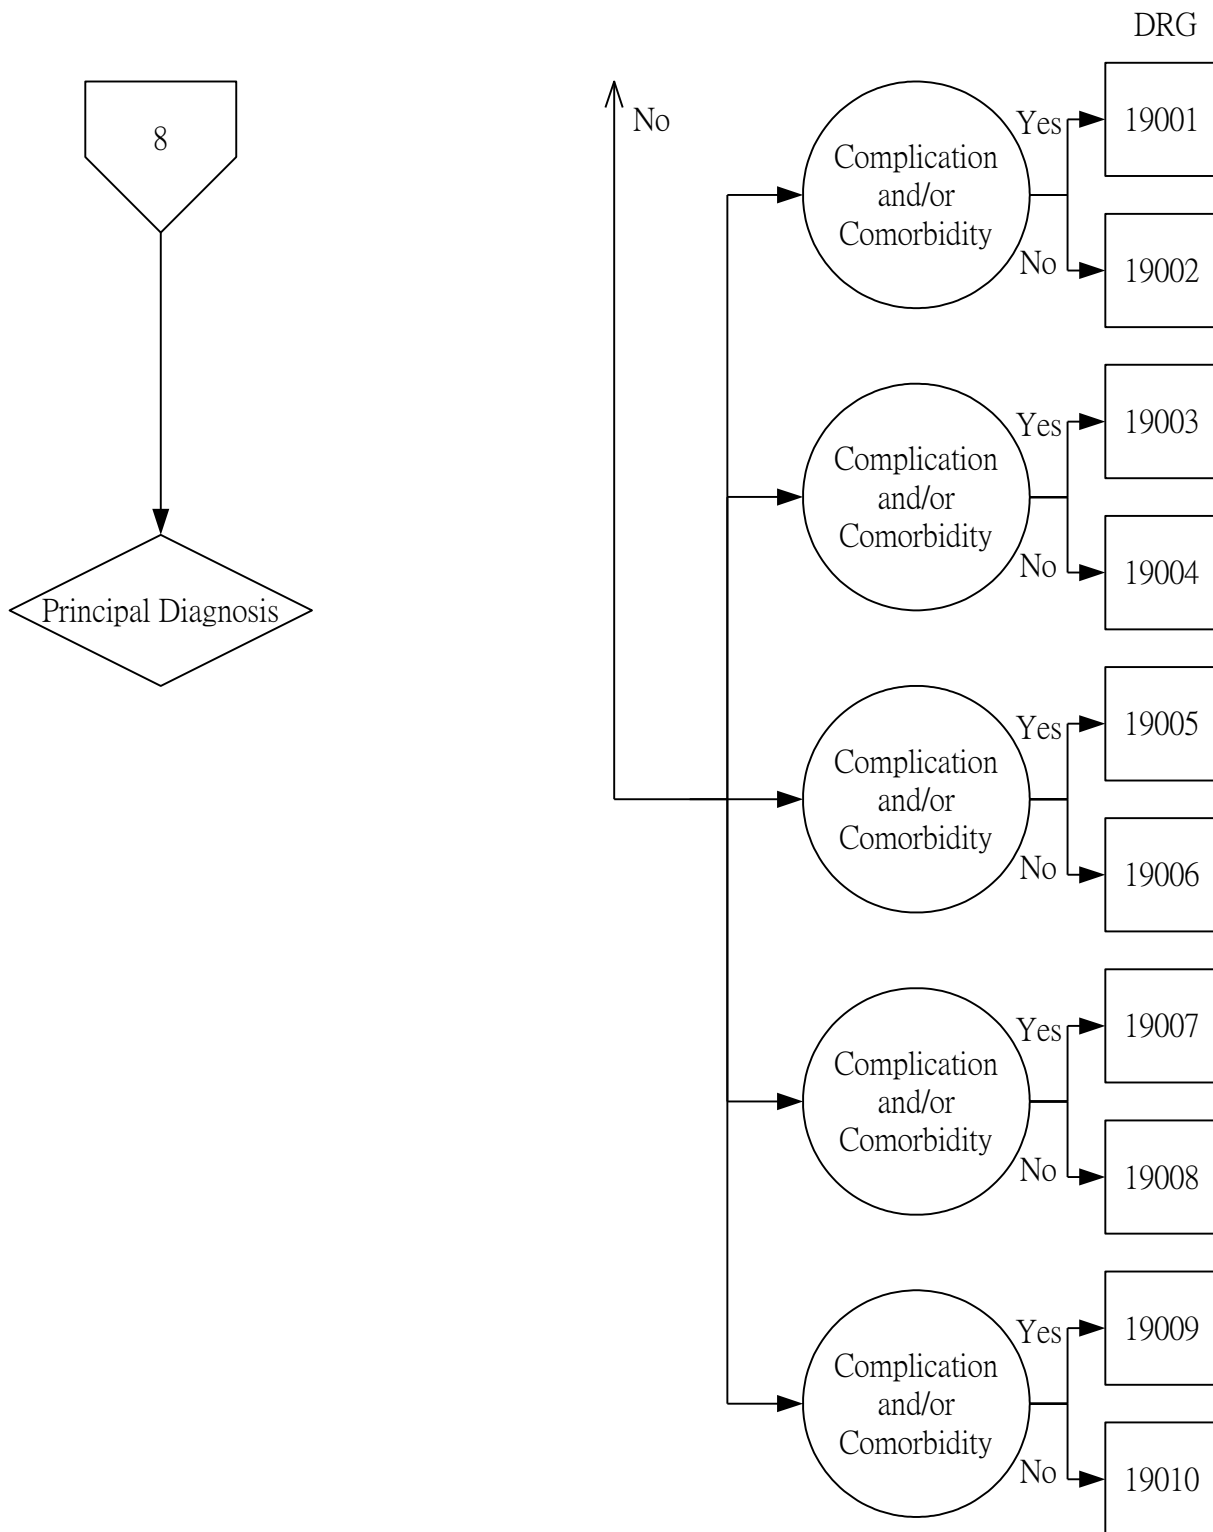 DRG
8
No
Complication
and/or
Comorbidity
Yes
19001
No
19002
Complication
and/or
Comorbidity
Yes
19003
No
19004
Principal Diagnosis
Complication
and/or
Comorbidity
Yes
19005
No
19006
Complication
and/or
Comorbidity
Yes
19007
No
19008
Complication
and/or
Comorbidity
Yes
19009
No
19010